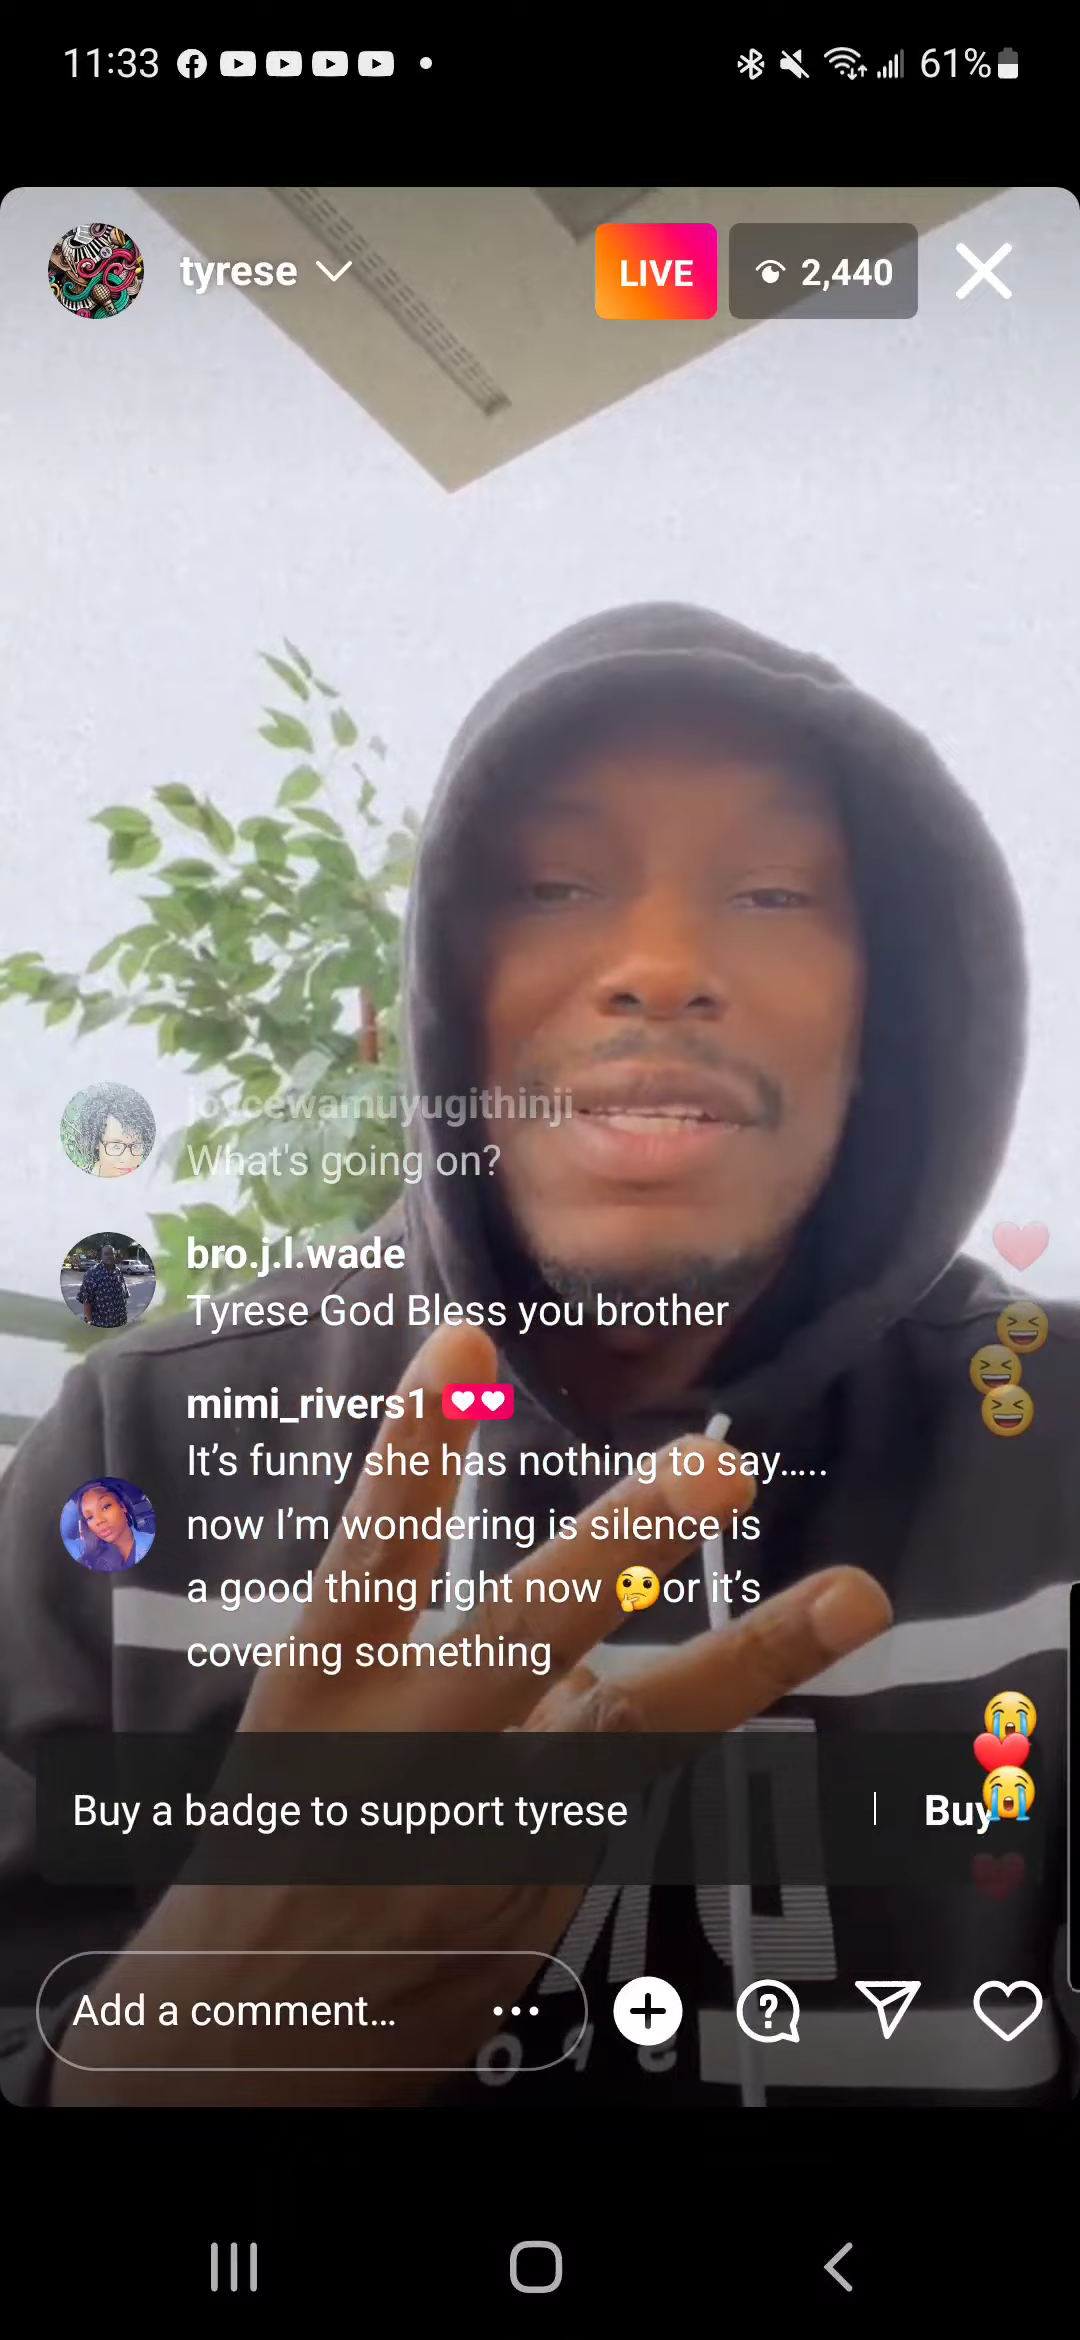 11:33
61%
tyrese
LIVE
2,440
joycewamuyugithinji
What's going on?
bro.j.l.wade
Tyrese God Bless you brother
mimi_rivers1
It's funny she has nothing to say.....
now I'm wondering is silence is
a good thing right now 🤔or it's
covering something
Buy a badge to support tyrese
Buy
Add a comment...